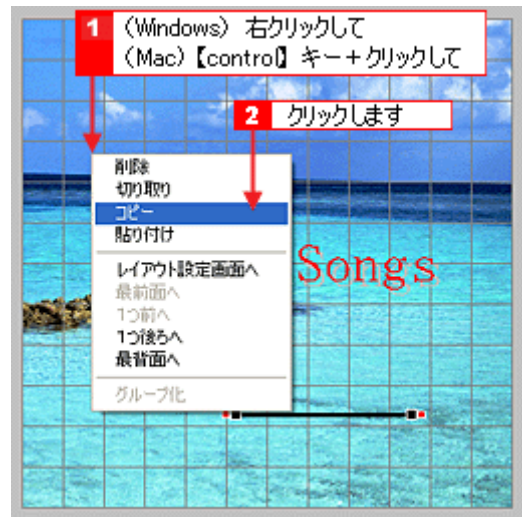 1 （Windows） 右クリックして
（Mac）【control】 キー＋クリックして
2 クリックします
削除
切り取り
コピー
貼り付け
レイアウト設定画面へ
最前面へ
1つ前へ
1つ後ろへ
最背面へ
グループ化
Songs